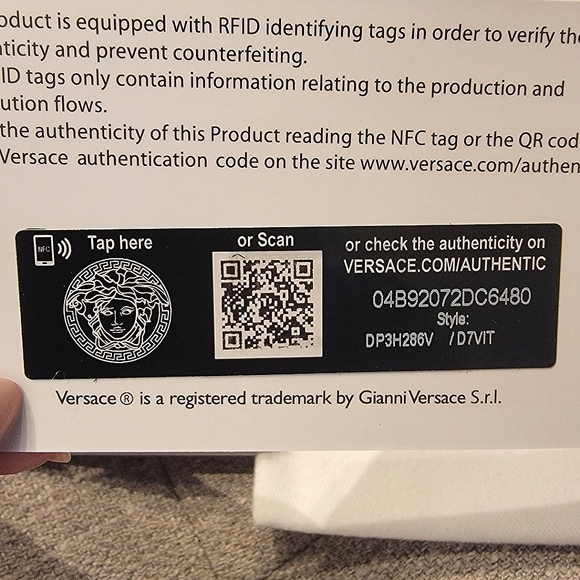 oduct is equipped with RFID identifying tags in order to verify the
ticity and prevent counterfeiting.
ID tags only contain information relating to the production and
ution flows.
the authenticity of this Product reading the NFC tag or the QR cod
Versace authentication code on the site www.versace.com/authen
NFC
Tap here
or Scan
or check the authenticity on
VERSACE.COM/AUTHENTIC
04B92072DC6480
Style:
DP3H286V /D7VIT
Versace ® is a registered trademark by Gianni Versace S.r.l.